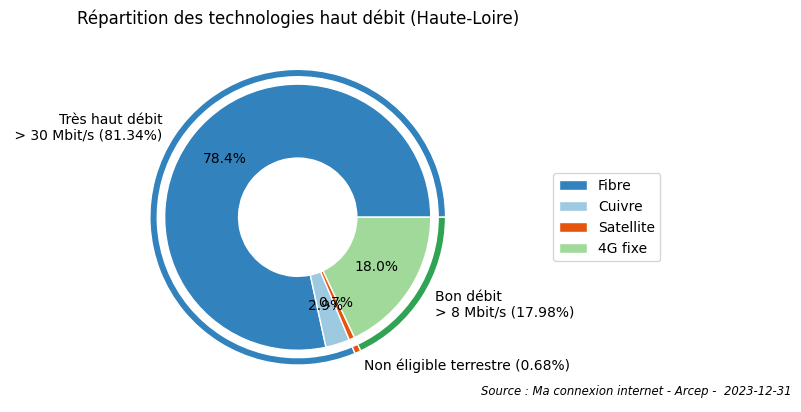 Répartition des technologies haut débit (Haute-Loire)
Très haut débit
> 30 Mbit/s (81.34%)
78.4%
Fibre
Cuivre
Satellite
4G fixe
18.0%
0.7%
2.9%
Bon débit
> 8 Mbit/s (17.98%)
Non éligible terrestre (0.68%)
Source : Ma connexion internet - Arcep -  2023-12-31